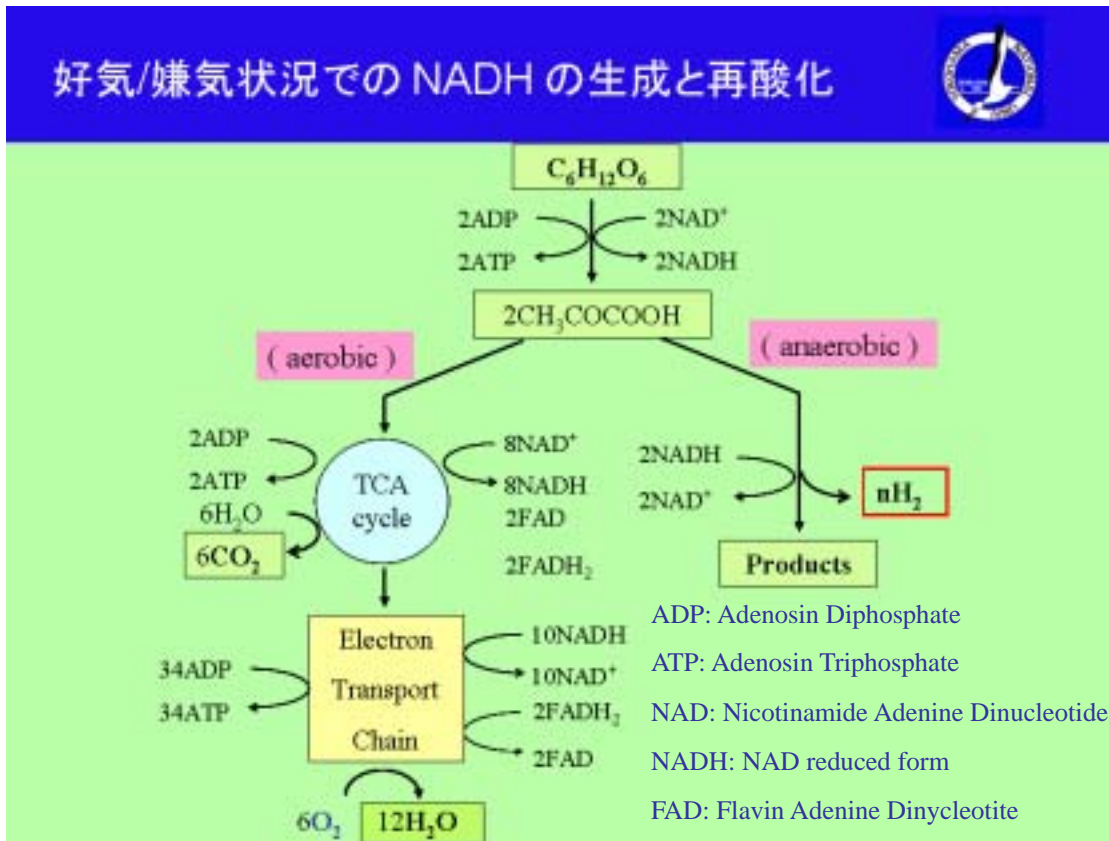 好気/嫌気状況での NADH の生成と再酸化
C₆H₁₂O₆
2ADP
2NAD⁺
2ATP
2NADH
2CH₃COCOOH
( aerobic )
( anaerobic )
2ADP
8NAD⁺
2NADH
2ATP
TCA
cycle
8NADH
2NAD⁺
nH₂
6H₂O
2FAD
6CO₂
2FADH₂
Products
Electron
Transport
Chain
34ADP
34ATP
10NADH
10NAD⁺
2FADH₂
2FAD
6O₂
12H₂O
ADP: Adenosin Diphosphate
ATP: Adenosin Triphosphate
NAD: Nicotinamide Adenine Dinucleotide
NADH: NAD reduced form
FAD: Flavin Adenine Dinycleotite